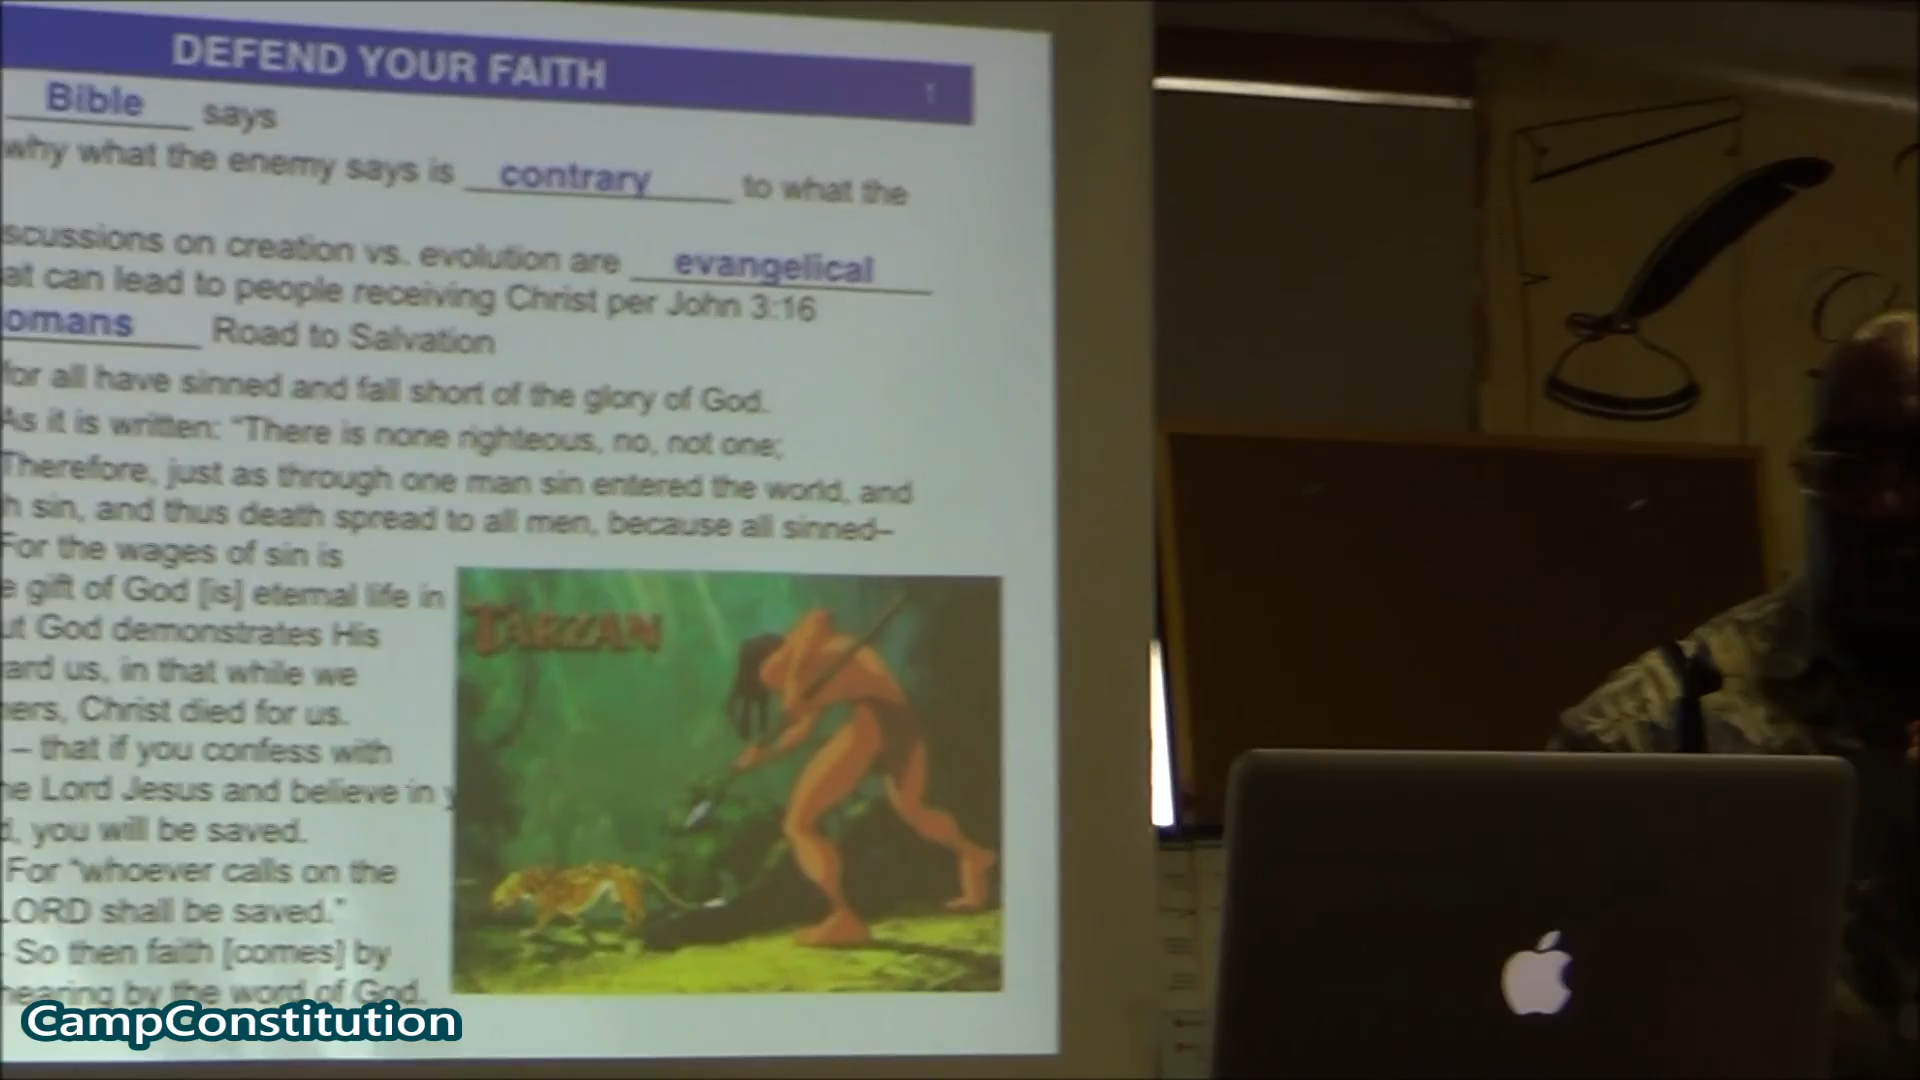 DEFEND YOUR FAITH 1
Bible says
why what the enemy says is contrary to what the
scussions on creation vs. evolution are evangelical
at can lead to people receiving Christ per John 3:16
omans Road to Salvation
for all have sinned and fall short of the glory of God.
As it is written: “There is none righteous, no, not one;
Therefore, just as through one man sin entered the world, and
h sin, and thus death spread to all men, because all sinned–
For the wages of sin is
e gift of God [is] eternal life in
ut God demonstrates His
ard us, in that while we
ners, Christ died for us.
– that if you confess with
he Lord Jesus and believe in y
d, you will be saved.
For “whoever calls on the
LORD shall be saved.”
- So then faith [comes] by
hearing by the word of God.
TARZAN
CampConstitution